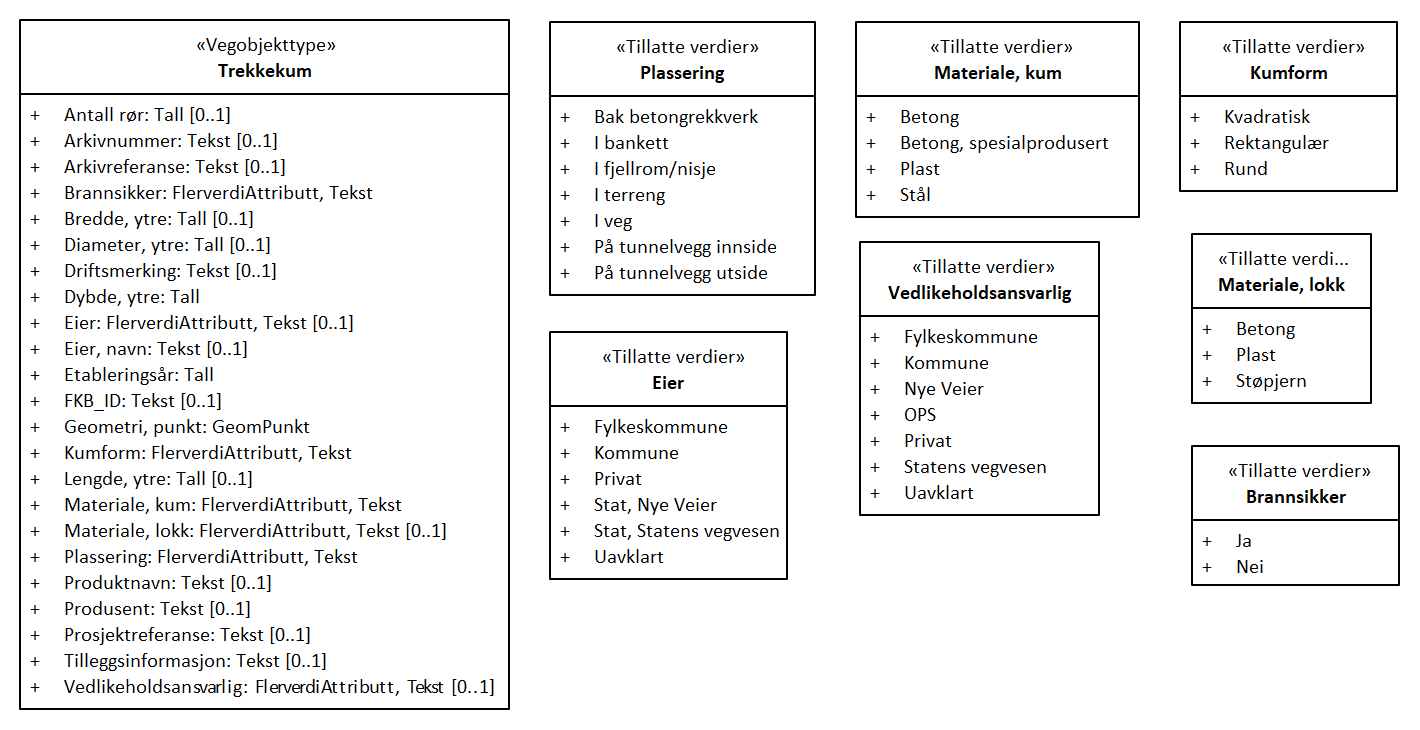 «Vegobjekttype»
Trekkekum
+ Antall rør: Tall [0..1]
+ Arkivnummer: Tekst [0..1]
+ Arkivreferanse: Tekst [0..1]
+ Brannsikker: FlerverdiAttributt, Tekst
+ Bredde, ytre: Tall [0..1]
+ Diameter, ytre: Tall [0..1]
+ Driftsmerking: Tekst [0..1]
+ Dybde, ytre: Tall
+ Eier: FlerverdiAttributt, Tekst [0..1]
+ Eier, navn: Tekst [0..1]
+ Etableringsår: Tall
+ FKB_ID: Tekst [0..1]
+ Geometri, punkt: GeomPunkt
+ Kumform: FlerverdiAttributt, Tekst
+ Lengde, ytre: Tall [0..1]
+ Materiale, kum: FlerverdiAttributt, Tekst
+ Materiale, lokk: FlerverdiAttributt, Tekst [0..1]
+ Plassering: FlerverdiAttributt, Tekst
+ Produktnavn: Tekst [0..1]
+ Produsent: Tekst [0..1]
+ Prosjektreferanse: Tekst [0..1]
+ Tilleggsinformasjon: Tekst [0..1]
+ Vedlikeholdsansvarlig: FlerverdiAttributt, Tekst [0..1]
«Tillatte verdier»
Plassering
+ Bak betongrekkverk
+ I bankett
+ I fjellrom/nisje
+ I terreng
+ I veg
+ På tunnelvegg innside
+ På tunnelvegg utside
«Tillatte verdier»
Eier
+ Fylkeskommune
+ Kommune
+ Privat
+ Stat, Nye Veier
+ Stat, Statens vegvesen
+ Uavklart
«Tillatte verdier»
Materiale, kum
+ Betong
+ Betong, spesialprodusert
+ Plast
+ Stål
«Tillatte verdier»
Vedlikeholdsansvarlig
+ Fylkeskommune
+ Kommune
+ Nye Veier
+ OPS
+ Privat
+ Statens vegvesen
+ Uavklart
«Tillatte verdier»
Kumform
+ Kvadratisk
+ Rektangulær
+ Rund
«Tillatte verdi...
Materiale, lokk
+ Betong
+ Plast
+ Støpjern
«Tillatte verdier»
Brannsikker
+ Ja
+ Nei